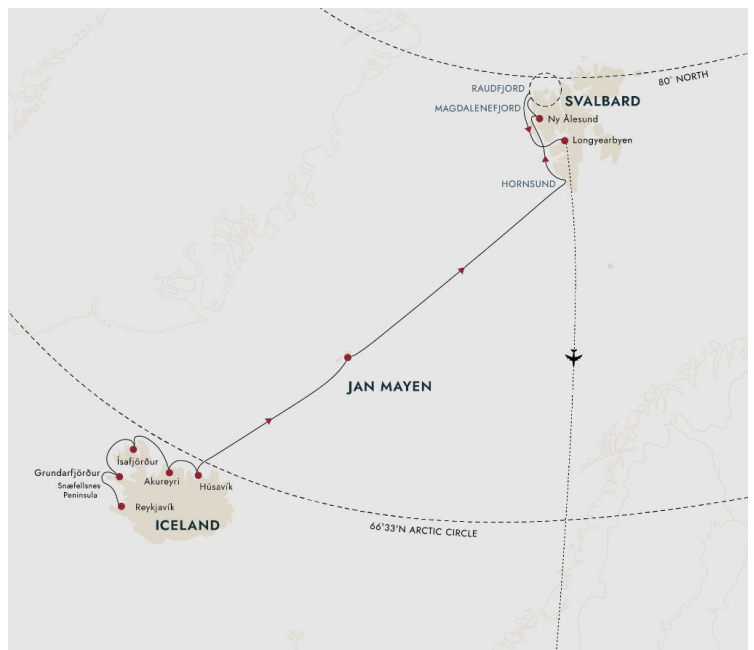 80° NORTH
RAUDFJORD
SVALBARD
MAGDALENEFJORD
Ny Ålesund
Longyearbyen
HORNSUND
JAN MAYEN
Ísafjörður
Grundarfjörður
Akureyri
Snæfellsnes
Húsavík
Peninsula
Reykjavík
ICELAND
66°33'N ARCTIC CIRCLE